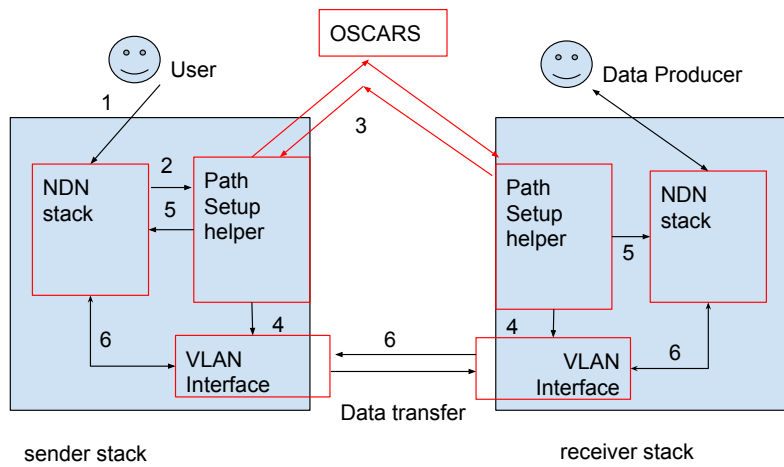 OSCARS
User
Data Producer
1
3
NDN
stack
2
5
Path
Setup
helper
Path
Setup
helper
NDN
stack
5
6
4
6
4
6
VLAN
Interface
VLAN
Interface
Data transfer
sender stack
receiver stack